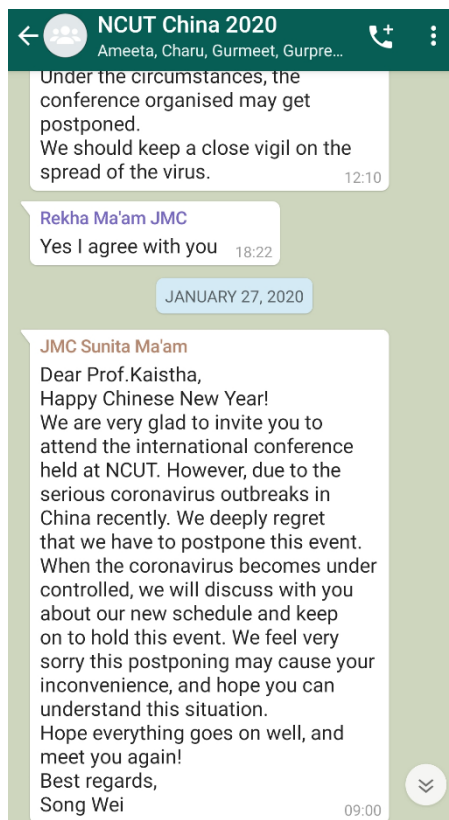 NCUT China 2020
Ameeta, Charu, Gurmeet, Gurpre...
Under the circumstances, the
conference organised may get
postponed.
We should keep a close vigil on the
spread of the virus.
12:10
Rekha Ma'am JMC
Yes I agree with you
18:22
JANUARY 27, 2020
JMC Sunita Ma'am
Dear Prof.Kaistha,
Happy Chinese New Year!
We are very glad to invite you to
attend the international conference
held at NCUT. However, due to the
serious coronavirus outbreaks in
China recently. We deeply regret
that we have to postpone this event.
When the coronavirus becomes under
controlled, we will discuss with you
about our new schedule and keep
on to hold this event. We feel very
sorry this postponing may cause your
inconvenience, and hope you can
understand this situation.
Hope everything goes on well, and
meet you again!
Best regards,
Song Wei
09:00